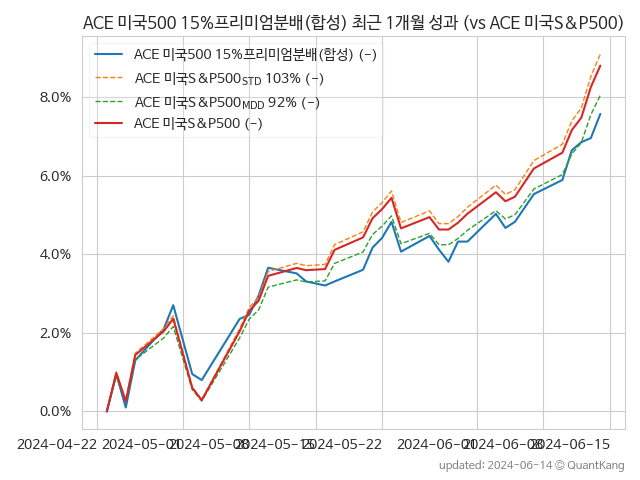 ACE 미국500 15%프리미엄분배(합성) 최근 1개월 성과 (vs ACE 미국S&P500)
ACE 미국500 15%프리미엄분배(합성) (-)
ACE 미국S&P500STD 103% (-)
ACE 미국S&P500MDD 92% (-)
ACE 미국S&P500 (-)
8.0%
6.0%
4.0%
2.0%
0.0%
2024-04-22 2024-05-01 2024-05-08 2024-05-15 2024-05-22 2024-06-01 2024-06-08 2024-06-15
updated: 2024-06-14 © QuantKang